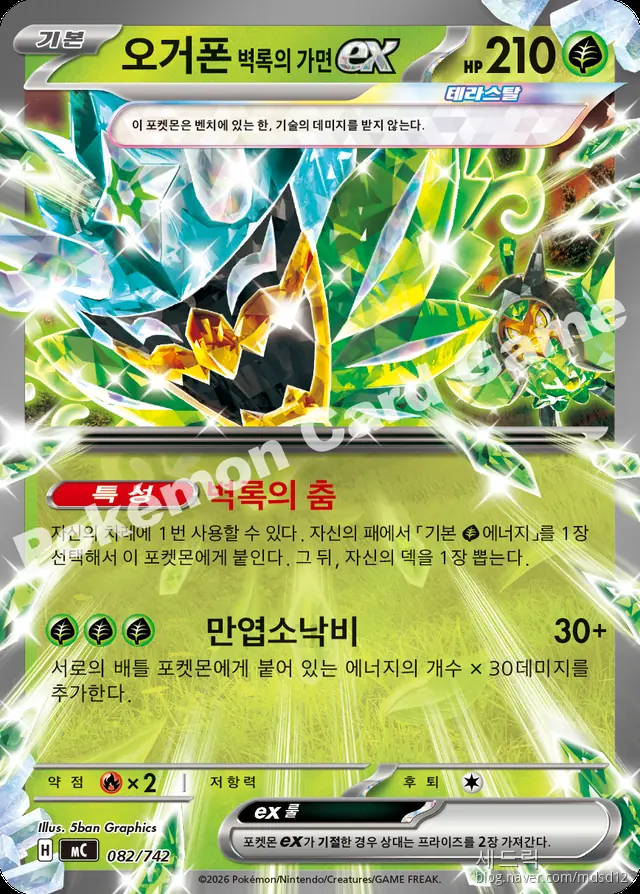 기본
오거폰 벽록의 가면 ex
HP 210
테라스탈
이 포켓몬은 벤치에 있는 한, 기술의 데미지를 받지 않는다.
Pokémon Card Game
특성 벽록의 춤
자신의 차례에 1번 사용할 수 있다. 자신의 패에서 「기본 에너지」를 1장
선택해서 이 포켓몬에게 붙인다. 그 뒤, 자신의 덱을 1장 뽑는다.
만엽소낙비 30+
서로의 배틀 포켓몬에게 붙어 있는 에너지의 개수 × 30데미지를
추가한다.
약점 ×2 저항력 후퇴
Illus. 5ban Graphics
ex 룰
포켓몬 ex가 기절한 경우 상대는 프라이즈를 2장 가져간다.
H MC 082/742
©2026 Pokémon/Nintendo/Creatures/GAME FREAK.
세드릭
blog.naver.com/mdsd12